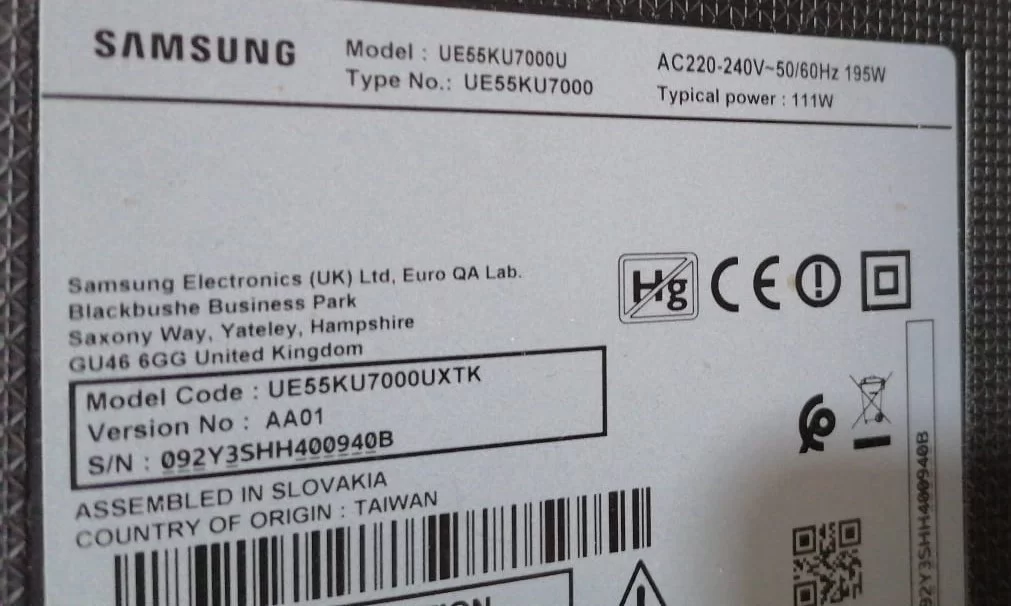 SAMSUNG
Model : UE55KU7000U
Type No.: UE55KU7000
AC220-240V~50/60Hz 195W
Typical power : 111W
Samsung Electronics (UK) Ltd, Euro QA Lab.
Blackbushe Business Park
Saxony Way, Yateley, Hampshire
GU46 6GG United Kingdom
Hg
CE
Model Code : UE55KU7000UXTK
Version No : AA01
S/N : 092Y3SHH400940B
ASSEMBLED IN SLOVAKIA
COUNTRY OF ORIGIN : TAIWAN
92Y3SHH400940B